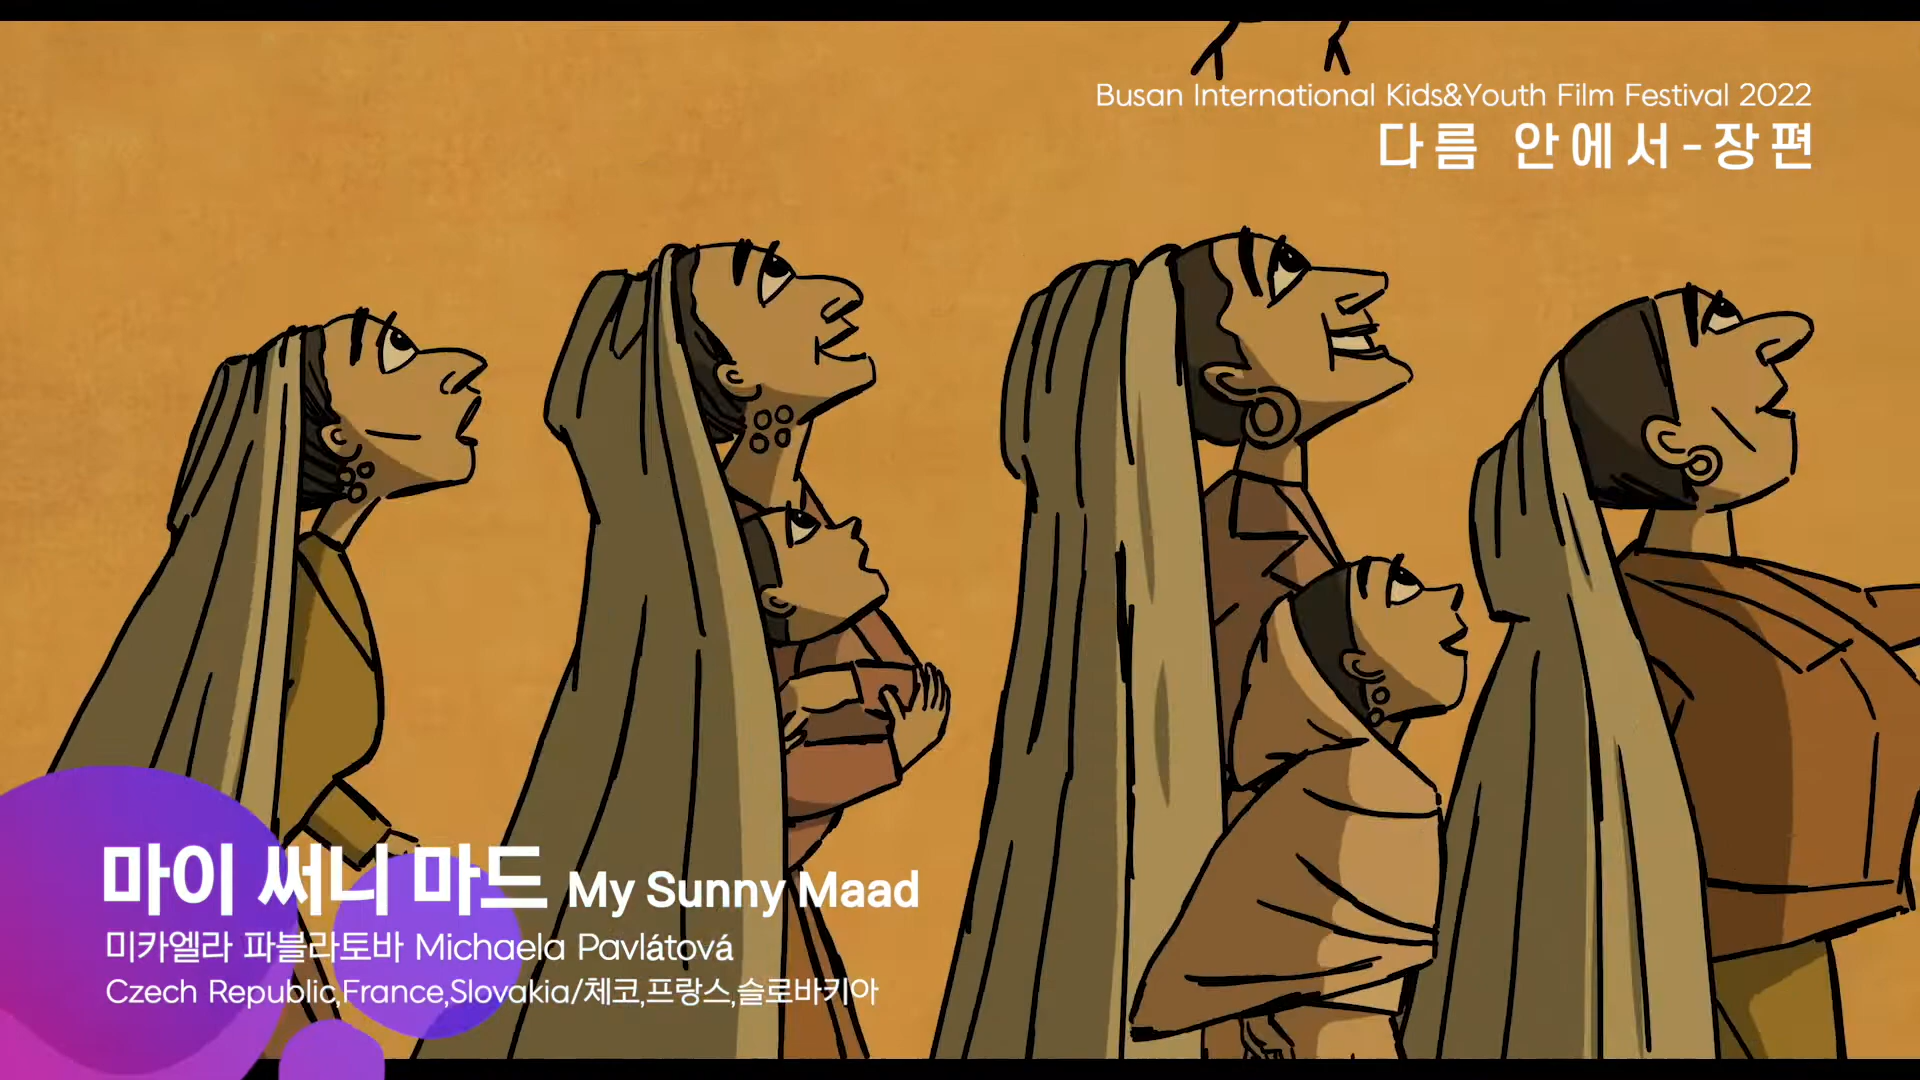 Busan International Kids&Youth Film Festival 2022
다름 안에서-장편
마이 써니 마드 My Sunny Maad
미카엘라 파블라토바 Michaela Pavlátová
Czech Republic,France,Slovakia/체코,프랑스,슬로바키아